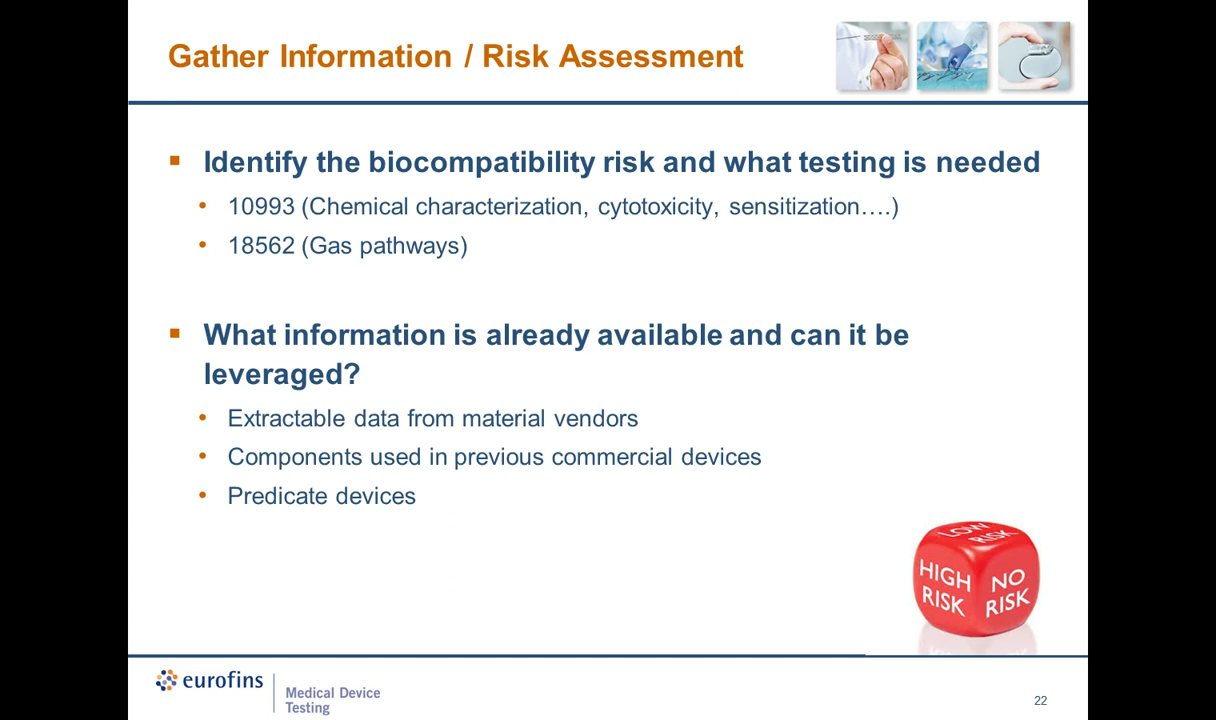 Gather Information / Risk Assessment
Identify the biocompatibility risk and what testing is needed
10993 (Chemical characterization, cytotoxicity, sensitization….)
18562 (Gas pathways)
What information is already available and can it be
leveraged?
Extractable data from material vendors
Components used in previous commercial devices
Predicate devices
LOW
RISK
HIGH
RISK
NO
RISK
eurofins
Medical Device
Testing
22